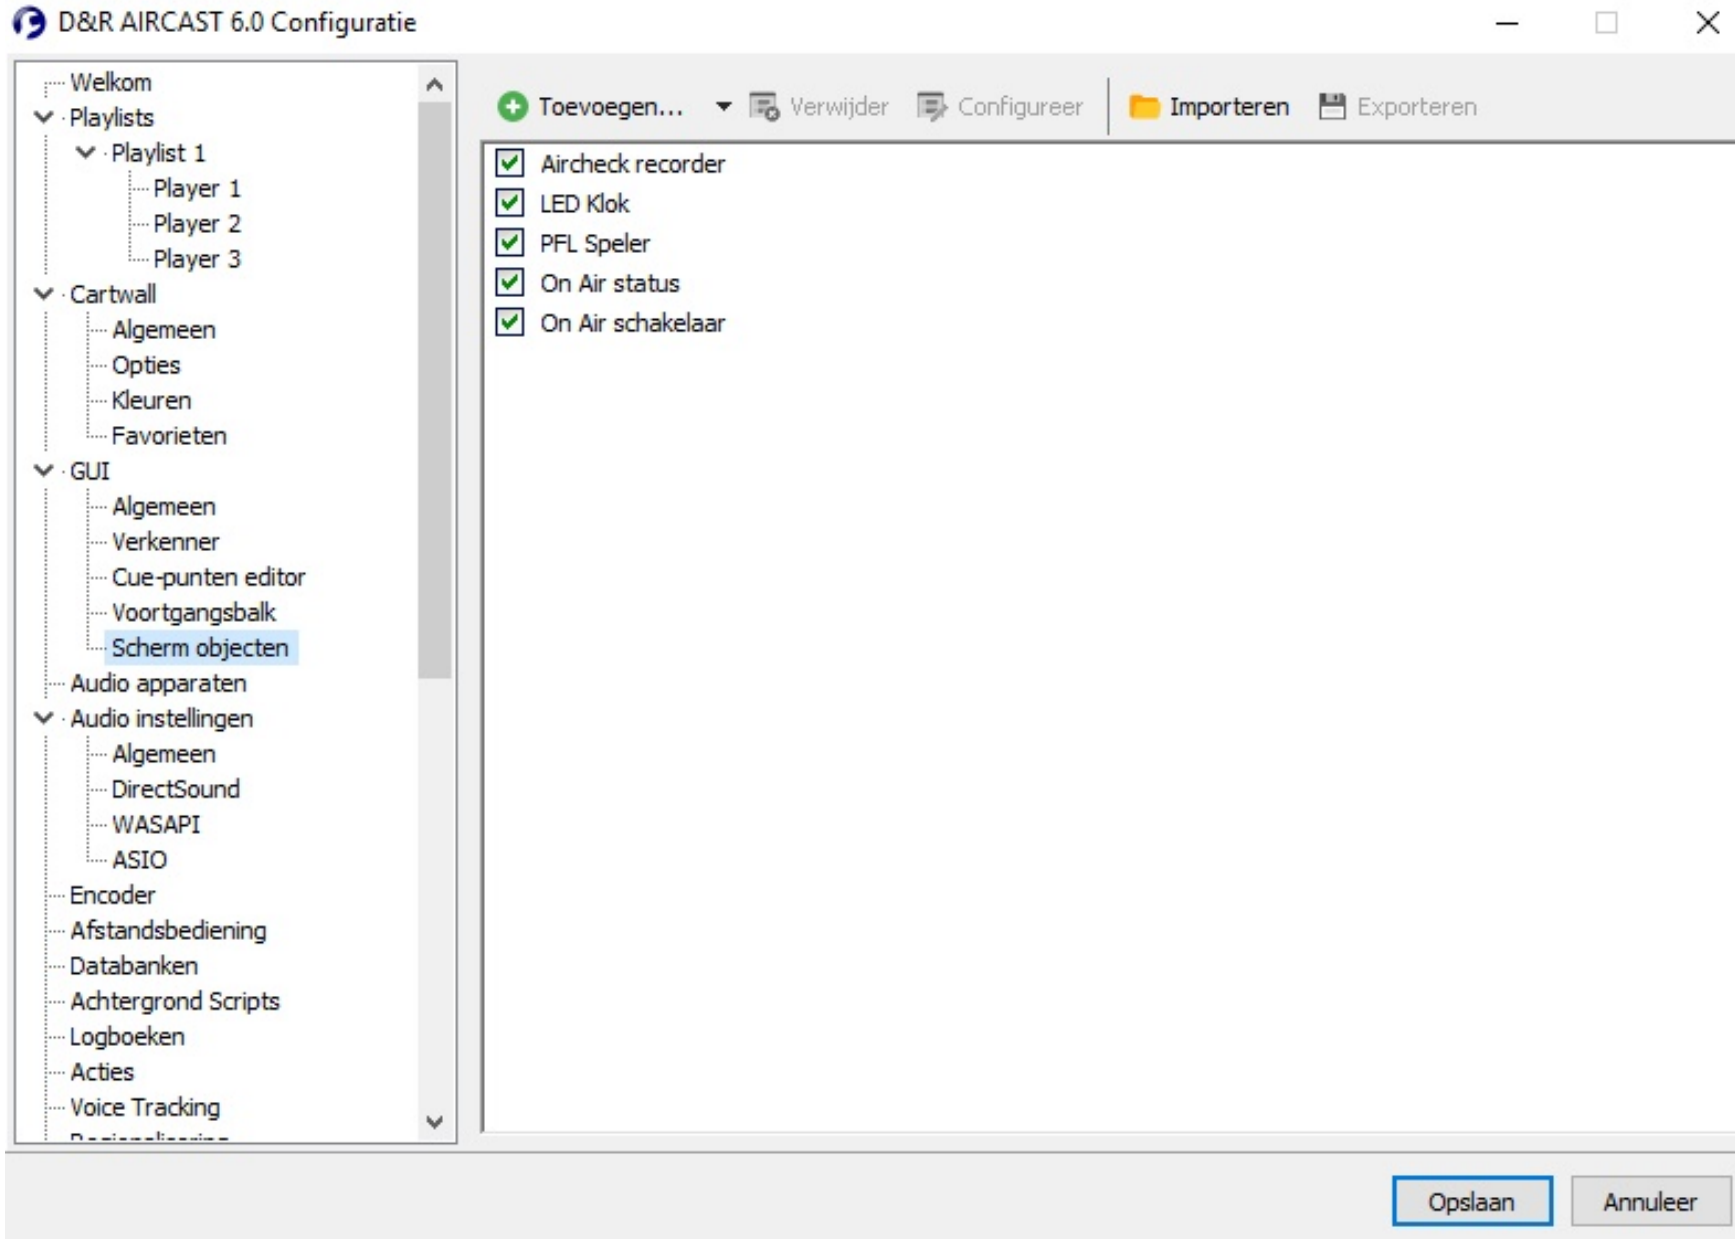 D&R AIRCAST 6.0 Configuratie
Welkom
Playlists
Playlist 1
Player 1
Player 2
Player 3
Cartwall
Algemeen
Opties
Kleuren
Favorieten
GUI
Algemeen
Verkenner
Cue-punten editor
Voortgangsbalk
Scherm objecten
Audio apparaten
Audio instellingen
Algemeen
DirectSound
WASAPI
ASIO
Encoder
Afstandsbediening
Databanken
Achtergrond Scripts
Logboeken
Acties
Voice Tracking
Toevoegen... Verwijder Configureer Importeren Exporteren
Aircheck recorder
LED Klok
PFL Speler
On Air status
On Air schakelaar
Opslaan Annuleer